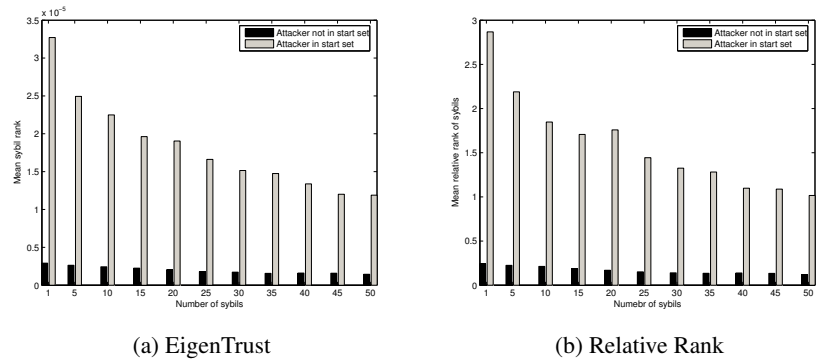 x 10⁻⁵
3.5
3
2.5
2
1.5
1
0.5
0
Mean sybil rank
Attacker not in start set
Attacker in start set
1 5 10 15 20 25 30 35 40 45 50
Number of sybils
(a) EigenTrust
3
2.5
2
1.5
1
0.5
0
Mean relative rank of sybils
Attacker not in start set
Attacker in start set
1 5 10 15 20 25 30 35 40 45 50
Numebr of sybils
(b) Relative Rank